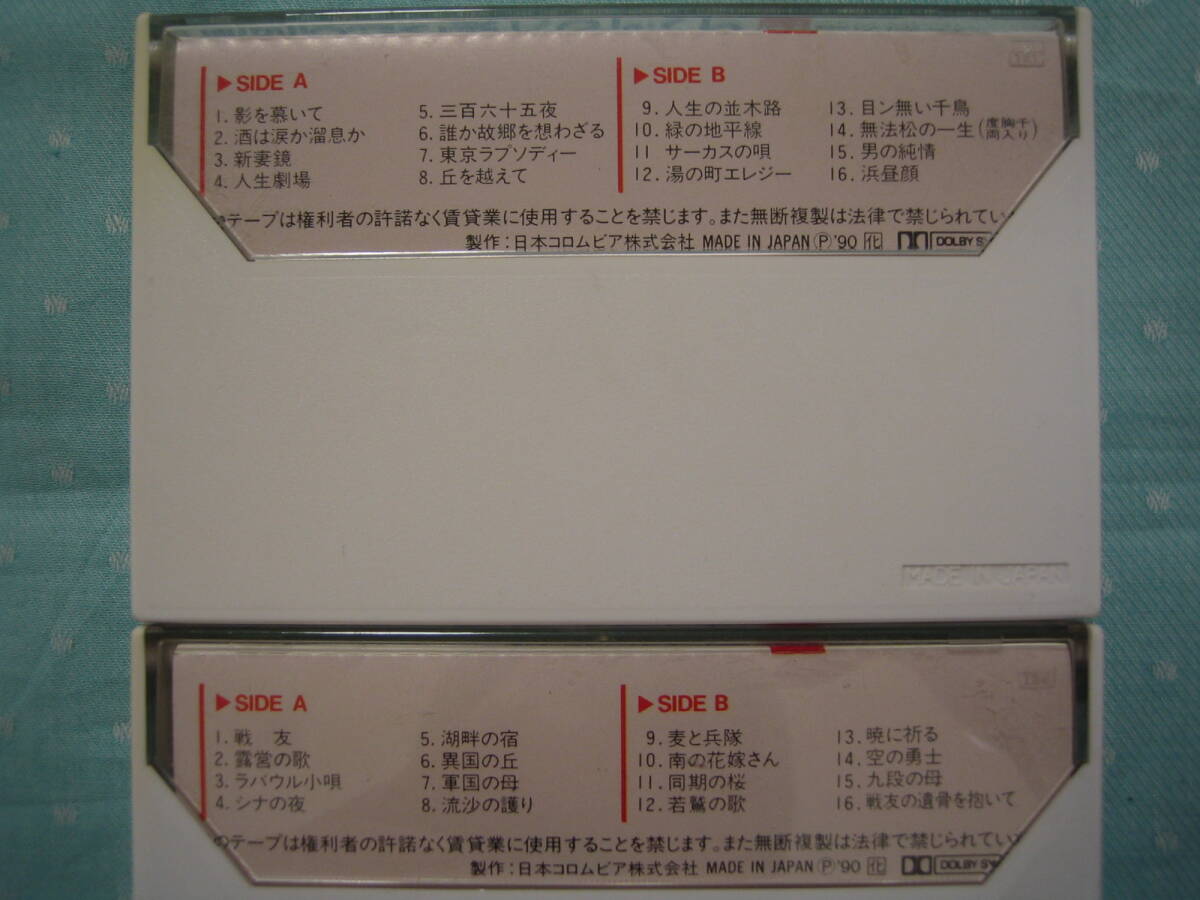 ▶SIDE A
1. 影を慕いて
2. 酒は涙か溜息か
3. 新妻鏡
4. 人生劇場
5. 三百六十五夜
6. 誰か故郷を想わざる
7. 東京ラプソディー
8. 丘を越えて
▶SIDE B
9. 人生の並木路
10. 緑の地平線
11 サーカスの唄
12. 湯の町エレジー
13. 目ン無い千鳥
14. 無法松の一生(度胸千両入り)
15. 男の純情
16. 浜昼顔
のテープは権利者の許諾なく賃貸業に使用することを禁じます。また無断複製は法律で禁じられてい
製作:日本コロムビア株式会社 MADE IN JAPAN Ⓟ'90 化 DOLBY S
MADE IN JAPAN
▶SIDE A
1. 戦 友
2. 露営の歌
3. ラバウル小唄
4. シナの夜
5. 湖畔の宿
6. 異国の丘
7. 軍国の母
8. 流沙の護り
▶SIDE B
9. 麦と兵隊
10. 南の花嫁さん
11. 同期の桜
12. 若鷲の歌
13. 暁に祈る
14. 空の勇士
15. 九段の母
16. 戦友の遺骨を抱いて
のテープは権利者の許諾なく賃貸業に使用することを禁じます。また無断複製は法律で禁じられてい
製作:日本コロムビア株式会社 MADE IN JAPAN Ⓟ'90 化 DOLBY SY